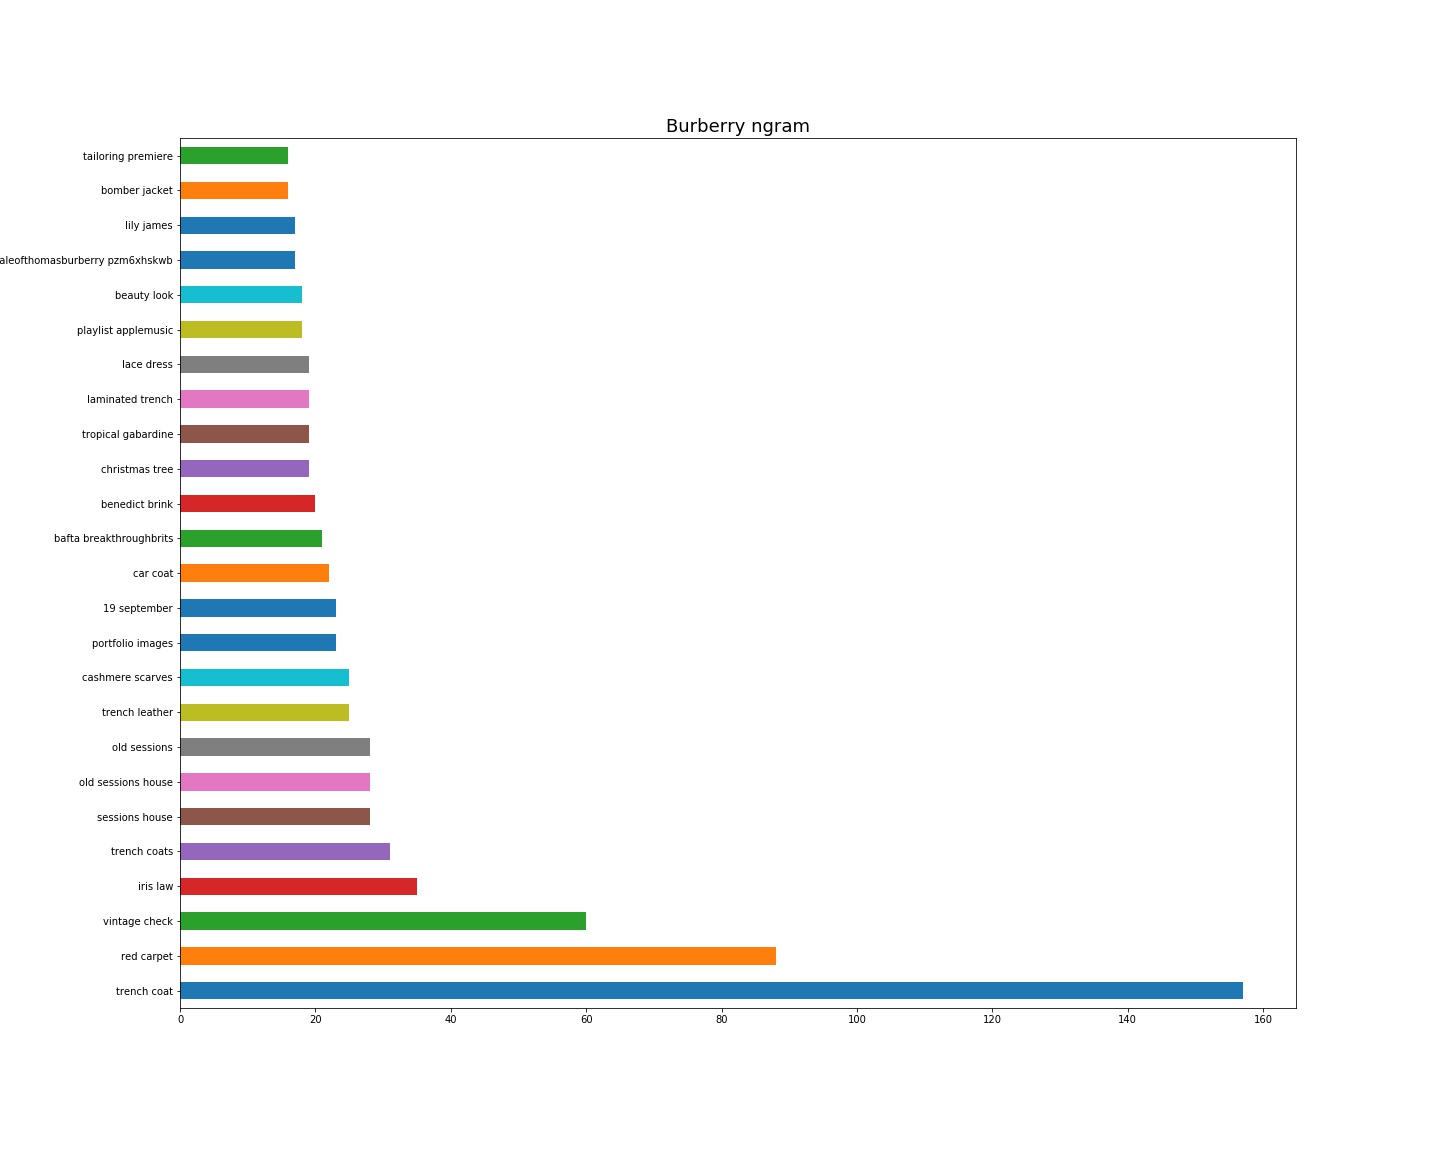 Burberry ngram
tailoring premiere
bomber jacket
lily james
aleofthomasburberry pzm6xhskwb
beauty look
playlist applemusic
lace dress
laminated trench
tropical gabardine
christmas tree
benedict brink
bafta breakthroughbrits
car coat
19 september
portfolio images
cashmere scarves
trench leather
old sessions
old sessions house
sessions house
trench coats
iris law
vintage check
red carpet
trench coat
0 20 40 60 80 100 120 140 160